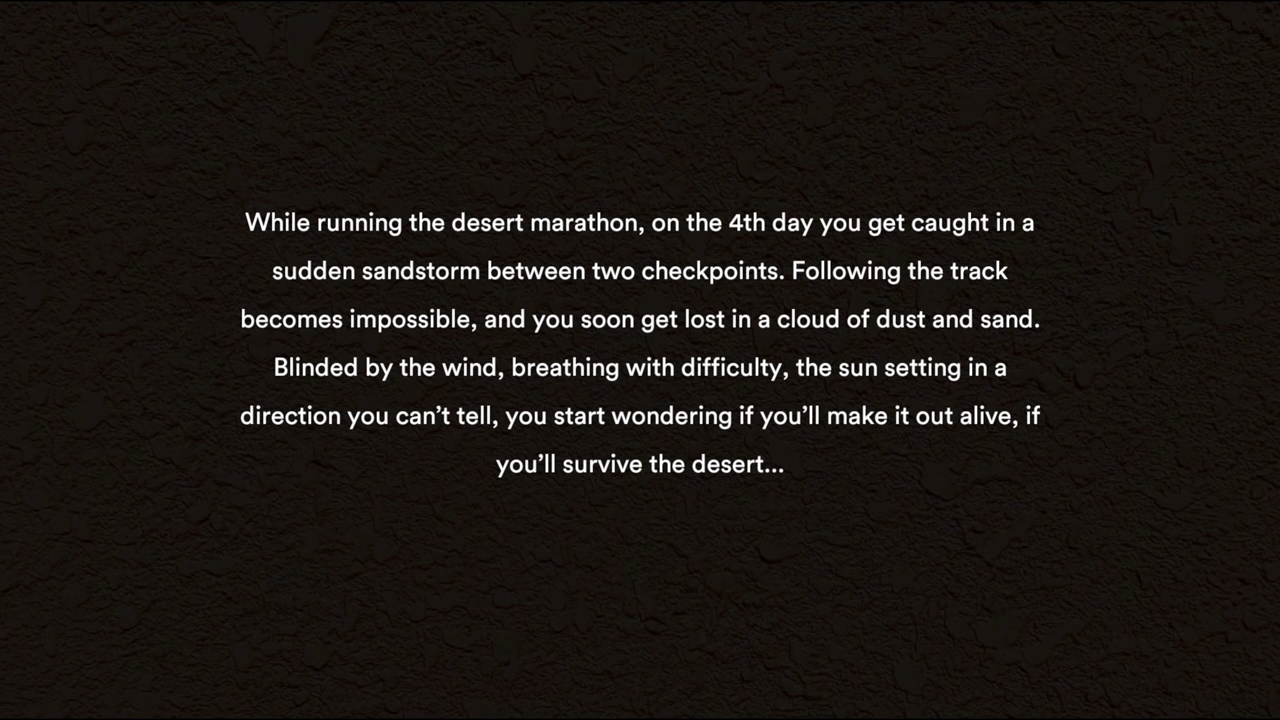 While running the desert marathon, on the 4th day you get caught in a
sudden sandstorm between two checkpoints. Following the track
becomes impossible, and you soon get lost in a cloud of dust and sand.
Blinded by the wind, breathing with difficulty, the sun setting in a
direction you can’t tell, you start wondering if you’ll make it out alive, if
you’ll survive the desert...